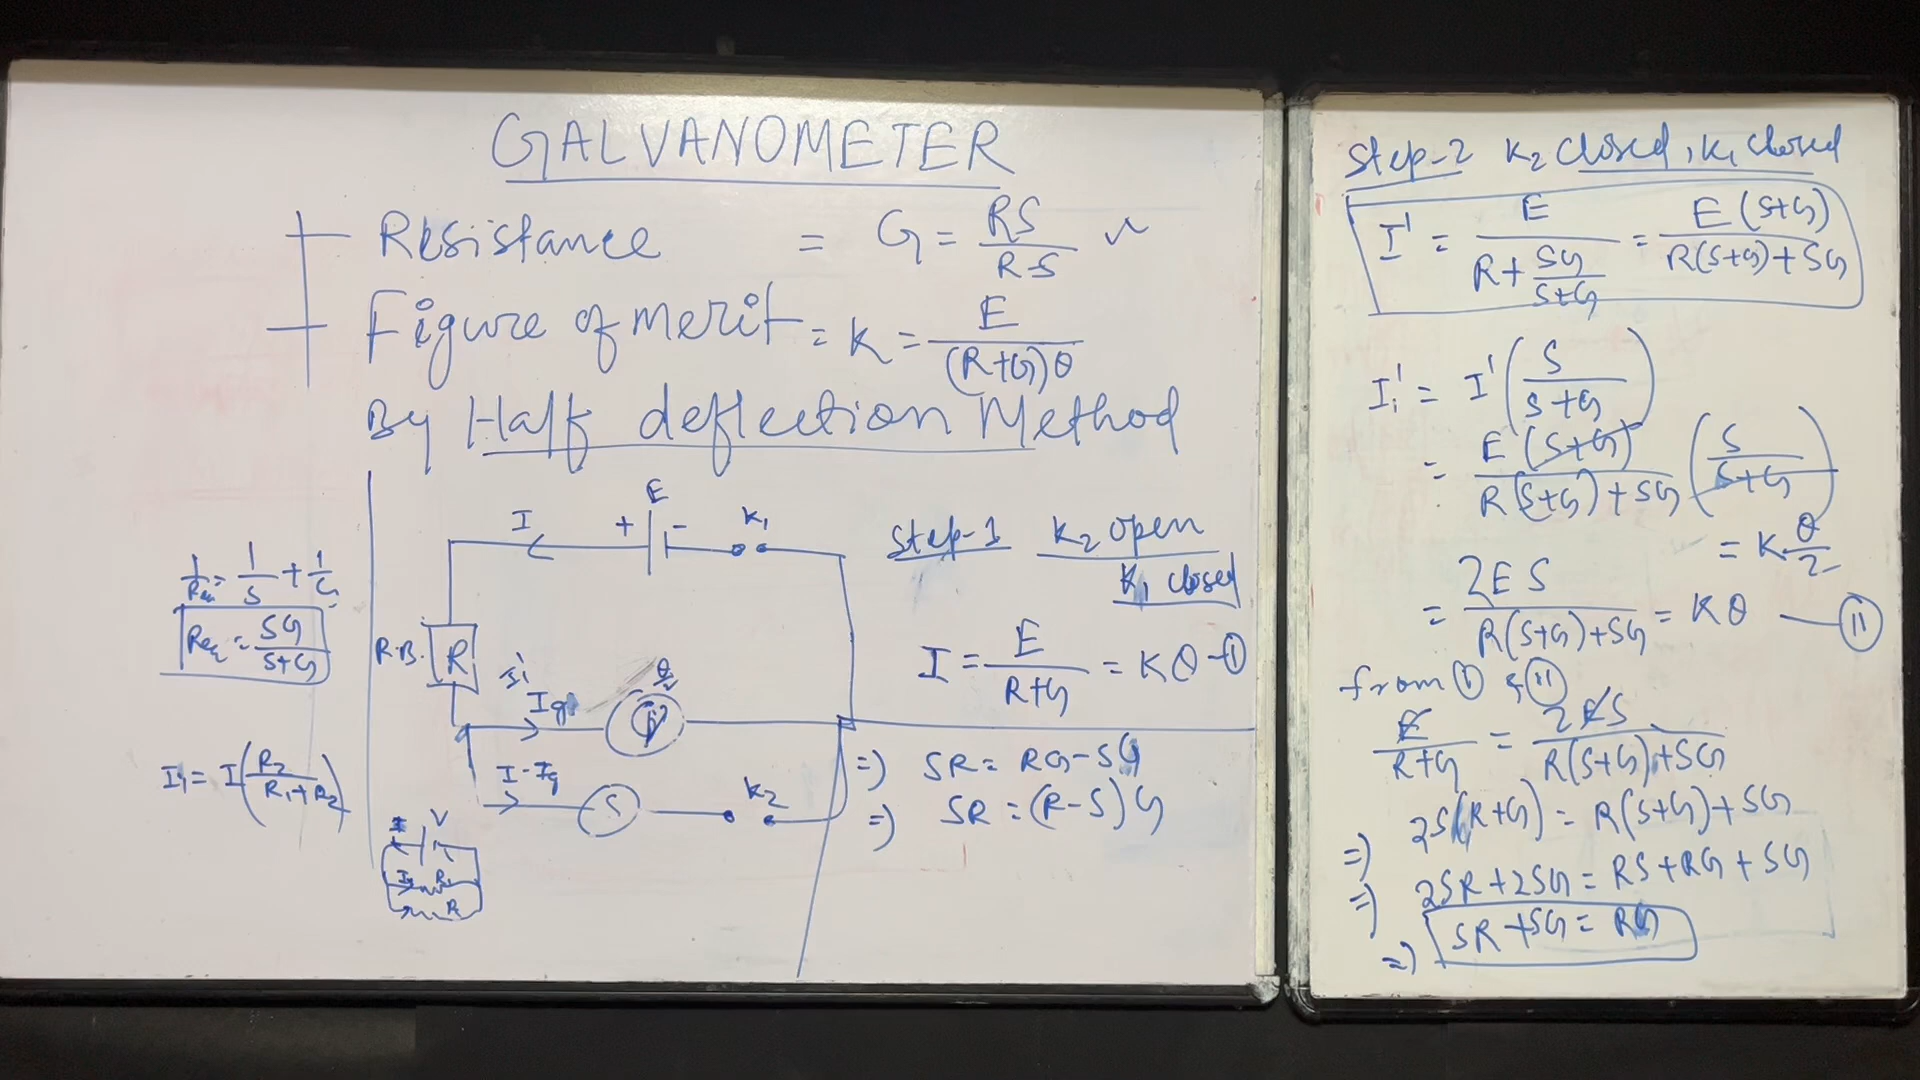 GALVANOMETER
Resistance = G = RS / R-S ✓
Figure of merit = K = E / (R+G)θ
By Half deflection Method
1/Req = 1/S + 1/G
Req = SG / S+G
I1 = I(R2 / R1+R2)
I
+ E -
K1
R.B.
R
Ig
θ
I-Ig
S
K2
V
I1 R1
R
Step-1 K2 open
K1 closed
I = E / R+G = Kθ -①
=) SR = RG-SG
=) SR = (R-S)G
Step-2 K2 closed, K1 closed
I' = E / R + SG / S+G = E(S+G) / R(S+G)+SG
I1' = I'(S / S+G)
= E(S+G) / R(S+G)+SG (S / S+G)
= K θ/2
= 2ES / R(S+G)+SG = Kθ — ⑪
from ① & ⑪
E / R+G = 2ES / R(S+G)+SG
2S(R+G) = R(S+G)+SG
=) 2SR+2SG = RS+RG+SG
=)
=) SR+SG = RG